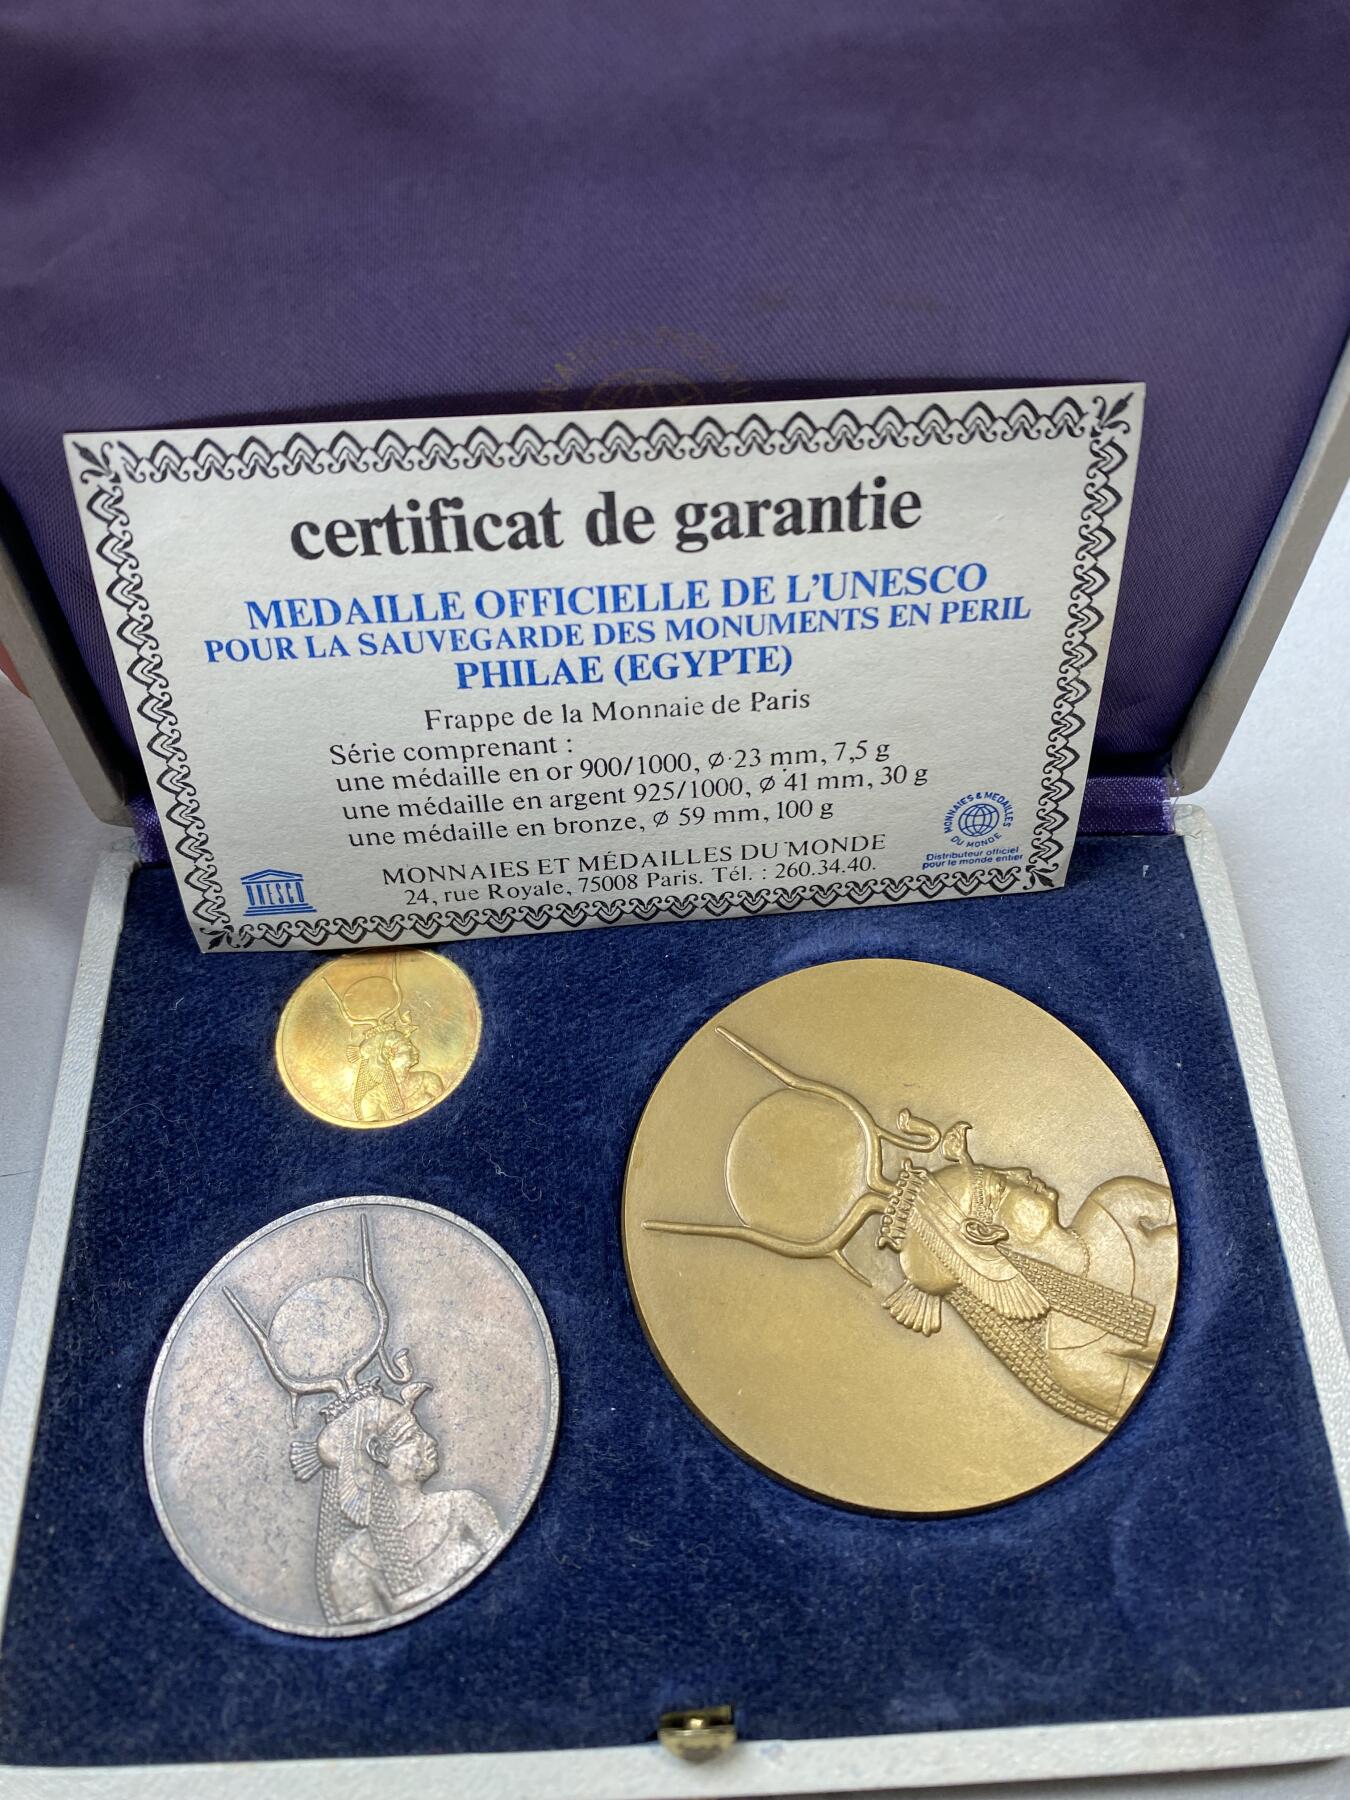 certificat de garantie
MEDAILLE OFFICIELLE DE L'UNESCO
POUR LA SAUVEGARDE DES MONUMENTS EN PERIL
PHILAE (EGYPTE)
Frappe de la Monnaie de Paris
Série comprenant :
une médaille en or 900/1000, ⌀ 23 mm, 7,5 g
une médaille en argent 925/1000, ⌀ 41 mm, 30 g
une médaille en bronze, ⌀ 59 mm, 100 g
MONNAIES ET MÉDAILLES DU MONDE
24, rue Royale, 75008 Paris. Tél. : 260.34.40.
UNESCO
MONNAIES & MEDAILLES
DU MONDE
Distributeur officiel
pour le monde entier